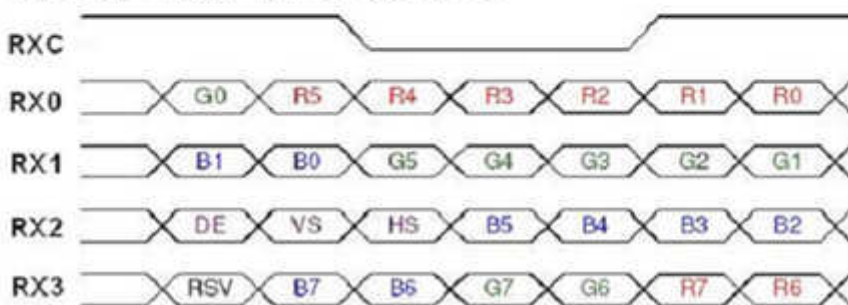 RXC
RX0 G0 R5 R4 R3 R2 R1 R0
RX1 B1 B0 G5 G4 G3 G2 G1
RX2 DE VS HS B5 B4 B3 B2
RX3 RSV B7 B6 G7 G6 R7 R6